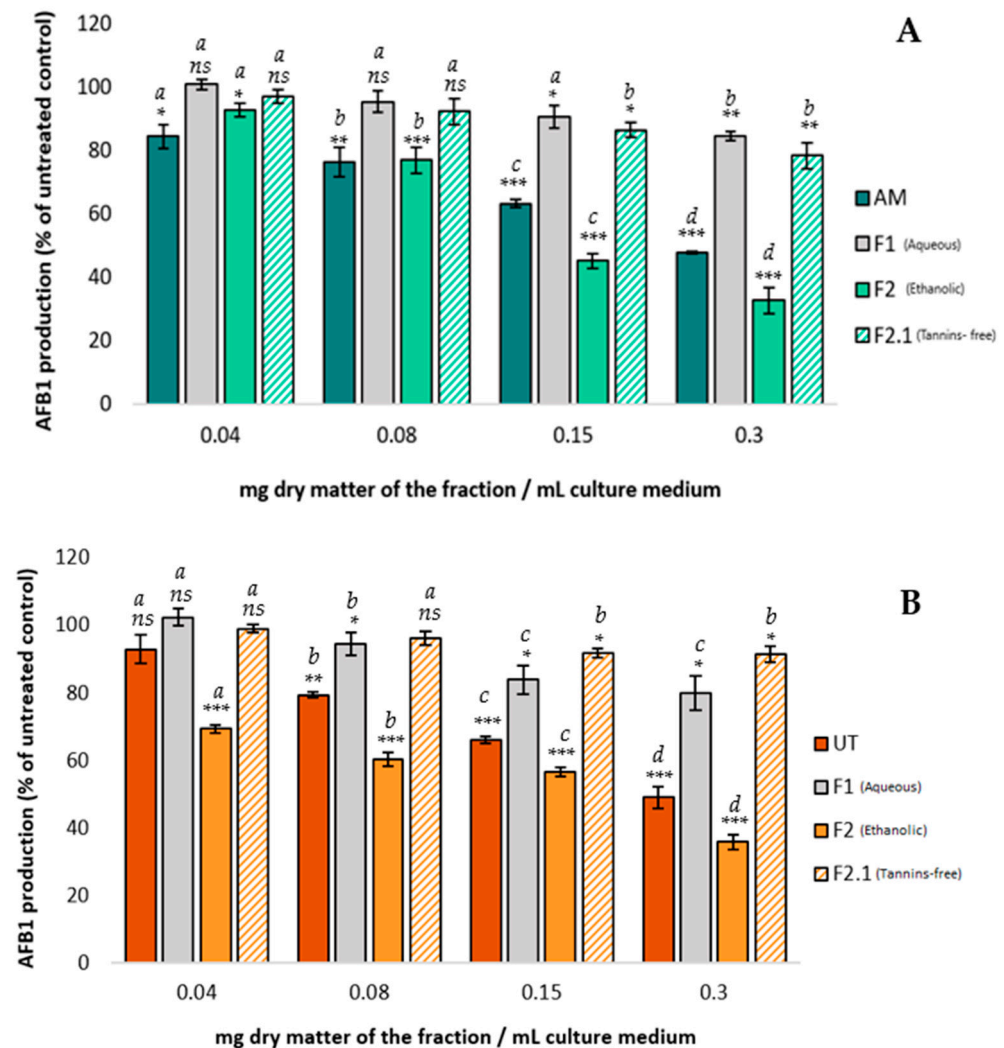 A
AFB1 production (% of untreated control)
120
100
80
60
40
20
0
a a a a
* ns * ns
b a b a
** ns *** ns
c a c b
*** * *** *
d b d b
*** ** *** **
0.04 0.08 0.15 0.3
mg dry matter of the fraction / mL culture medium
AM
F1 (Aqueous)
F2 (Ethanolic)
F2.1 (Tannins- free)
B
AFB1 production (% of untreated control)
120
100
80
60
40
20
0
a a a a
ns ns *** ns
b b b a
** * *** ns
c c c b
*** * *** *
d c d b
*** * *** *
0.04 0.08 0.15 0.3
mg dry matter of the fraction / mL culture medium
UT
F1 (Aqueous)
F2 (Ethanolic)
F2.1 (Tannins-free)